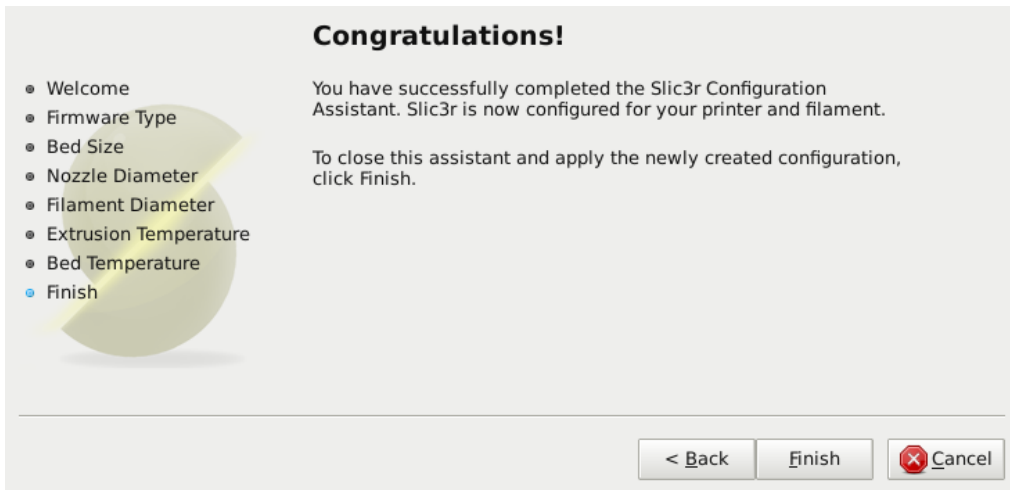 Congratulations!
Welcome
Firmware Type
Bed Size
Nozzle Diameter
Filament Diameter
Extrusion Temperature
Bed Temperature
Finish
You have successfully completed the Slic3r Configuration
Assistant. Slic3r is now configured for your printer and filament.
To close this assistant and apply the newly created configuration,
click Finish.
< Back
Finish
Cancel